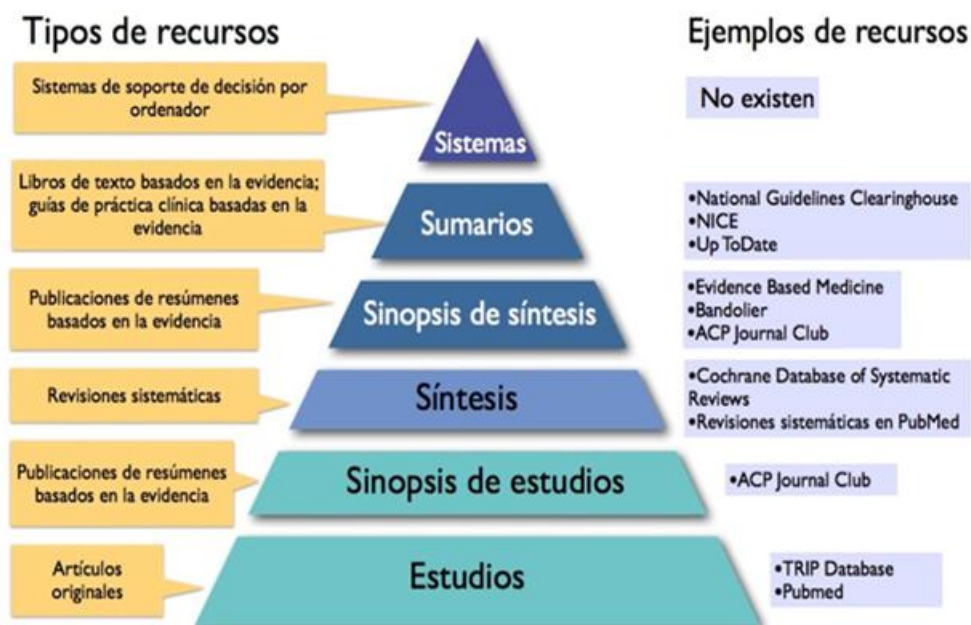 Tipos de recursos
Ejemplos de recursos
Sistemas de soporte de decisión por
ordenador
Sistemas
No existen
Libros de texto basados en la evidencia;
guías de práctica clínica basadas en la
evidencia
Sumarios
•National Guidelines Clearinghouse
•NICE
•Up ToDate
Publicaciones de resúmenes
basados en la evidencia
Sinopsis de síntesis
•Evidence Based Medicine
•Bandolier
•ACP Journal Club
Revisiones sistemáticas
Síntesis
•Cochrane Database of Systematic
Reviews
•Revisiones sistemáticas en PubMed
Publicaciones de resúmenes
basados en la evidencia
Sinopsis de estudios
•ACP Journal Club
Artículos
originales
Estudios
•TRIP Database
•Pubmed